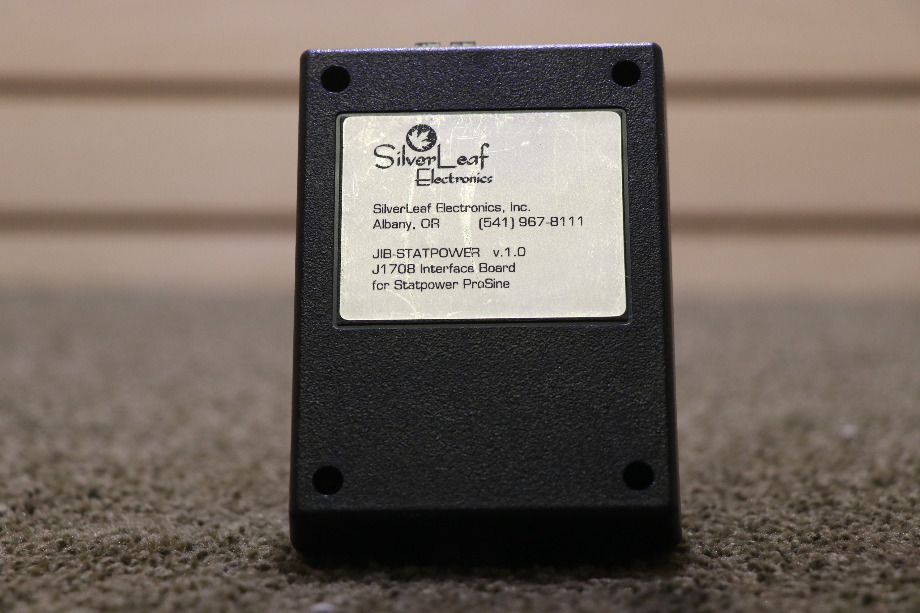 SilverLeaf
Electronics
SilverLeaf Electronics, Inc.
Albany, OR (541) 967-8111
JIB-STATPOWER v.1.0
J1708 Interface Board
for Statpower ProSine